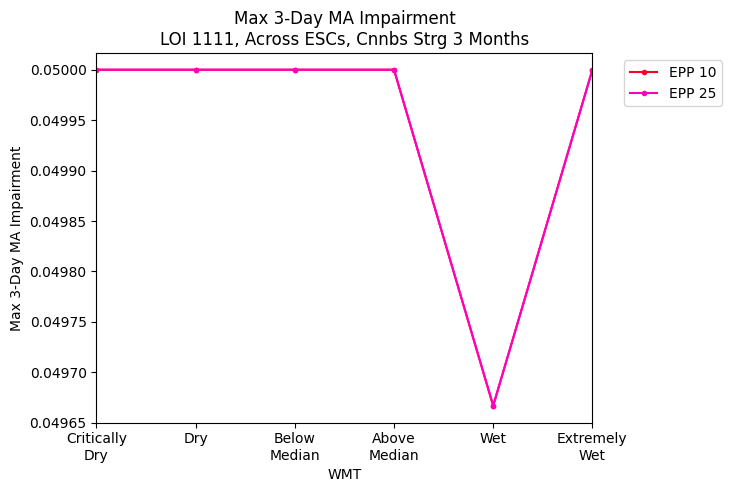 Max 3-Day MA Impairment
LOI 1111, Across ESCs, Cnnbs Strg 3 Months
EPP 10
EPP 25
Max 3-Day MA Impairment
0.05000
0.04995
0.04990
0.04985
0.04980
0.04975
0.04970
0.04965
Critically
Dry
Dry
Below
Median
Above
Median
Wet
Extremely
Wet
WMT